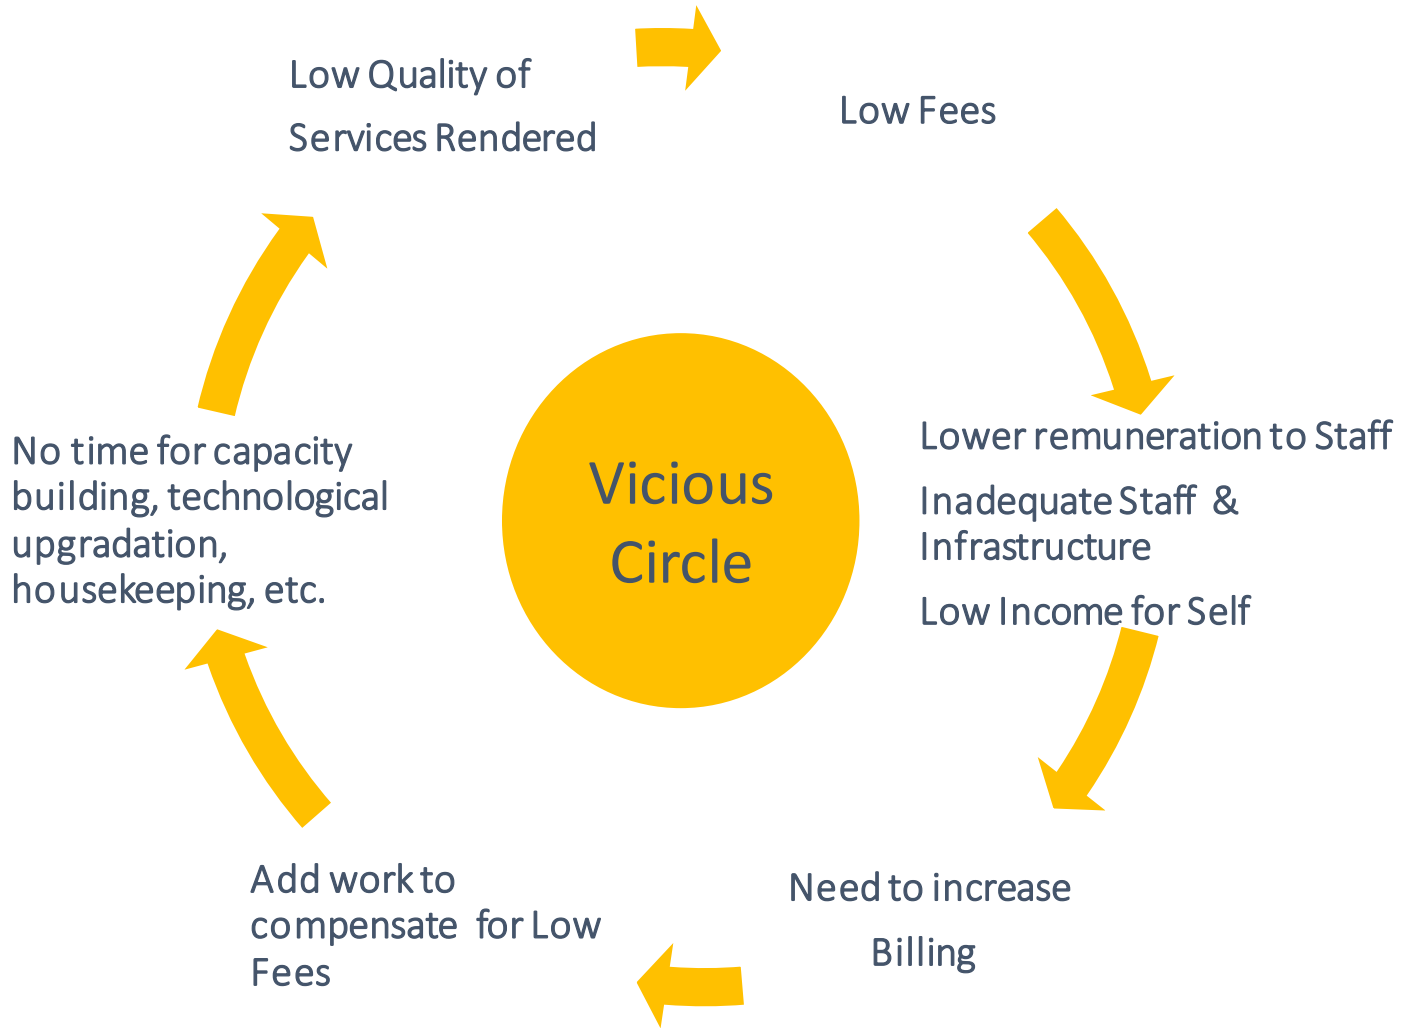 Low Quality of
Services Rendered
Low Fees
Lower remuneration to Staff
Inadequate Staff &
Infrastructure
Low Income for Self
Need to increase
Billing
Add work to
compensate for Low
Fees
No time for capacity
building, technological
upgradation,
housekeeping, etc.
Vicious
Circle